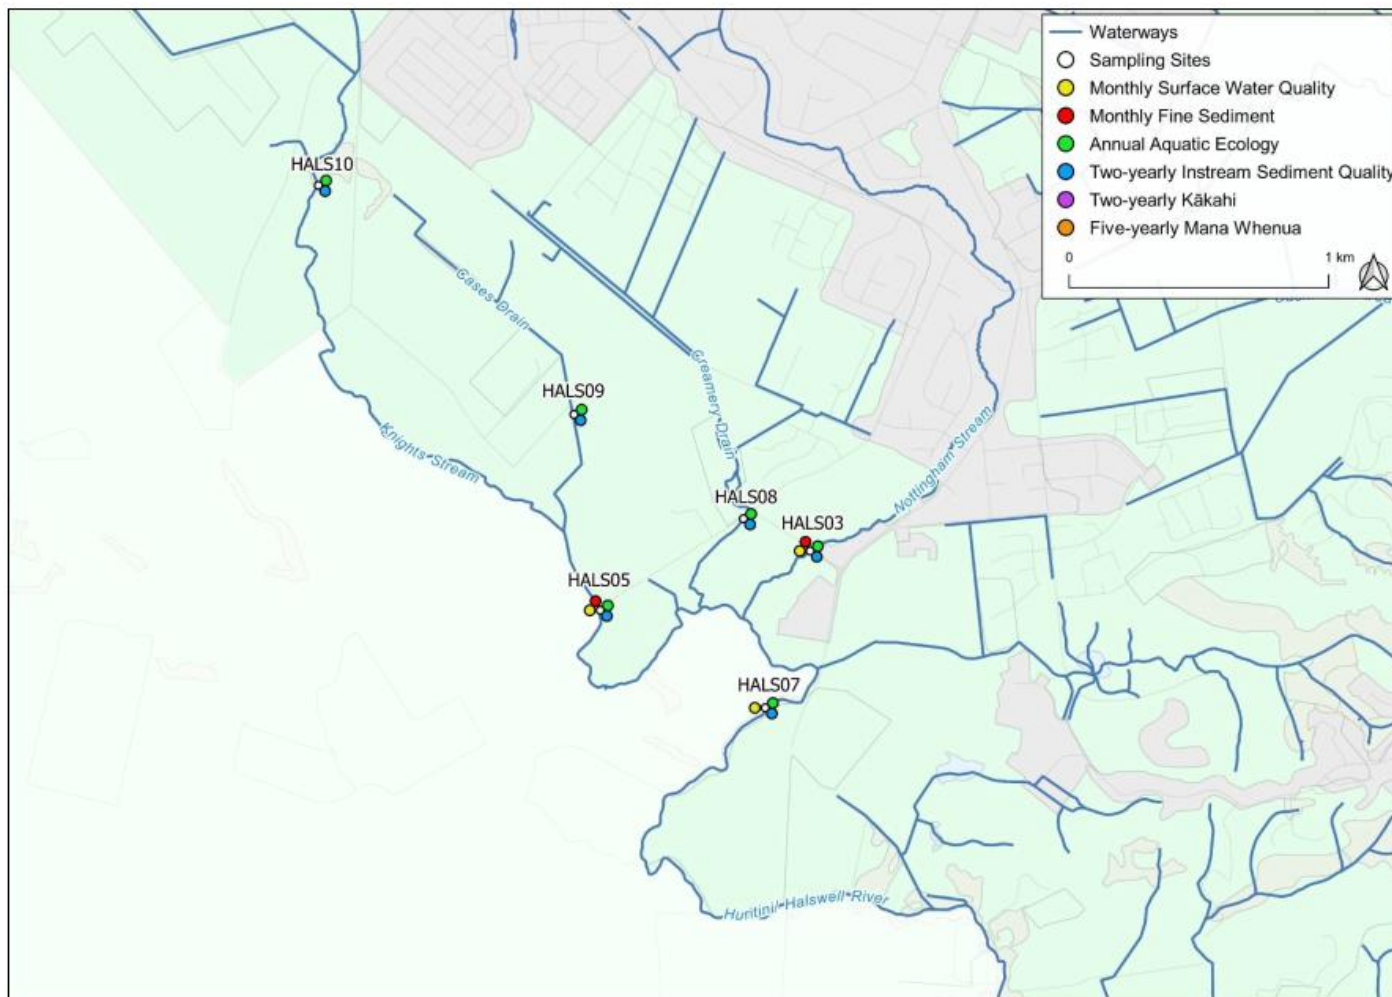 Waterways
Sampling Sites
Monthly Surface Water Quality
Monthly Fine Sediment
Annual Aquatic Ecology
Two-yearly Instream Sediment Quality
Two-yearly Kākahi
Five-yearly Mana Whenua
0 1 km
HALS10
Cases Drain
Creamery Drain
HALS09
Knights Stream
Nottingham Stream
HALS08
HALS03
HALS05
HALS07
Huritini/ Halswell River